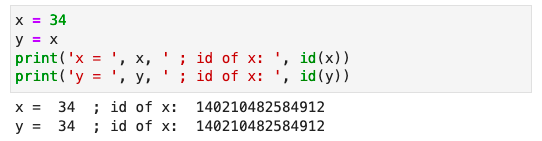 x = 34
y = x
print('x = ', x, ' ; id of x: ', id(x))
print('y = ', y, ' ; id of x: ', id(y))
x =  34  ; id of x:  140210482584912
y =  34  ; id of x:  140210482584912